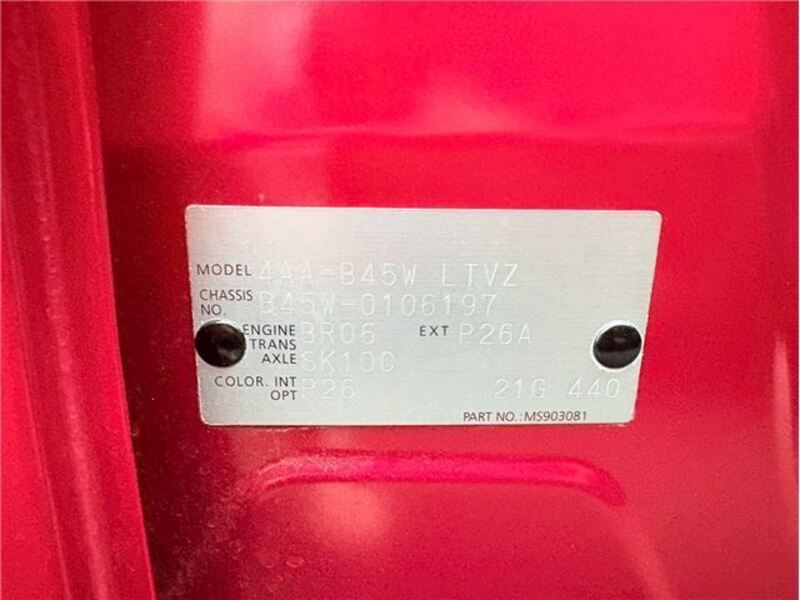 MODEL 4AA-B45W LTVZ
CHASSIS NO. B45W-0106197
ENGINE BR06 EXT P26A
TRANS AXLE SK100
COLOR. INT OPT P26 21G 440
PART NO.:MS903081